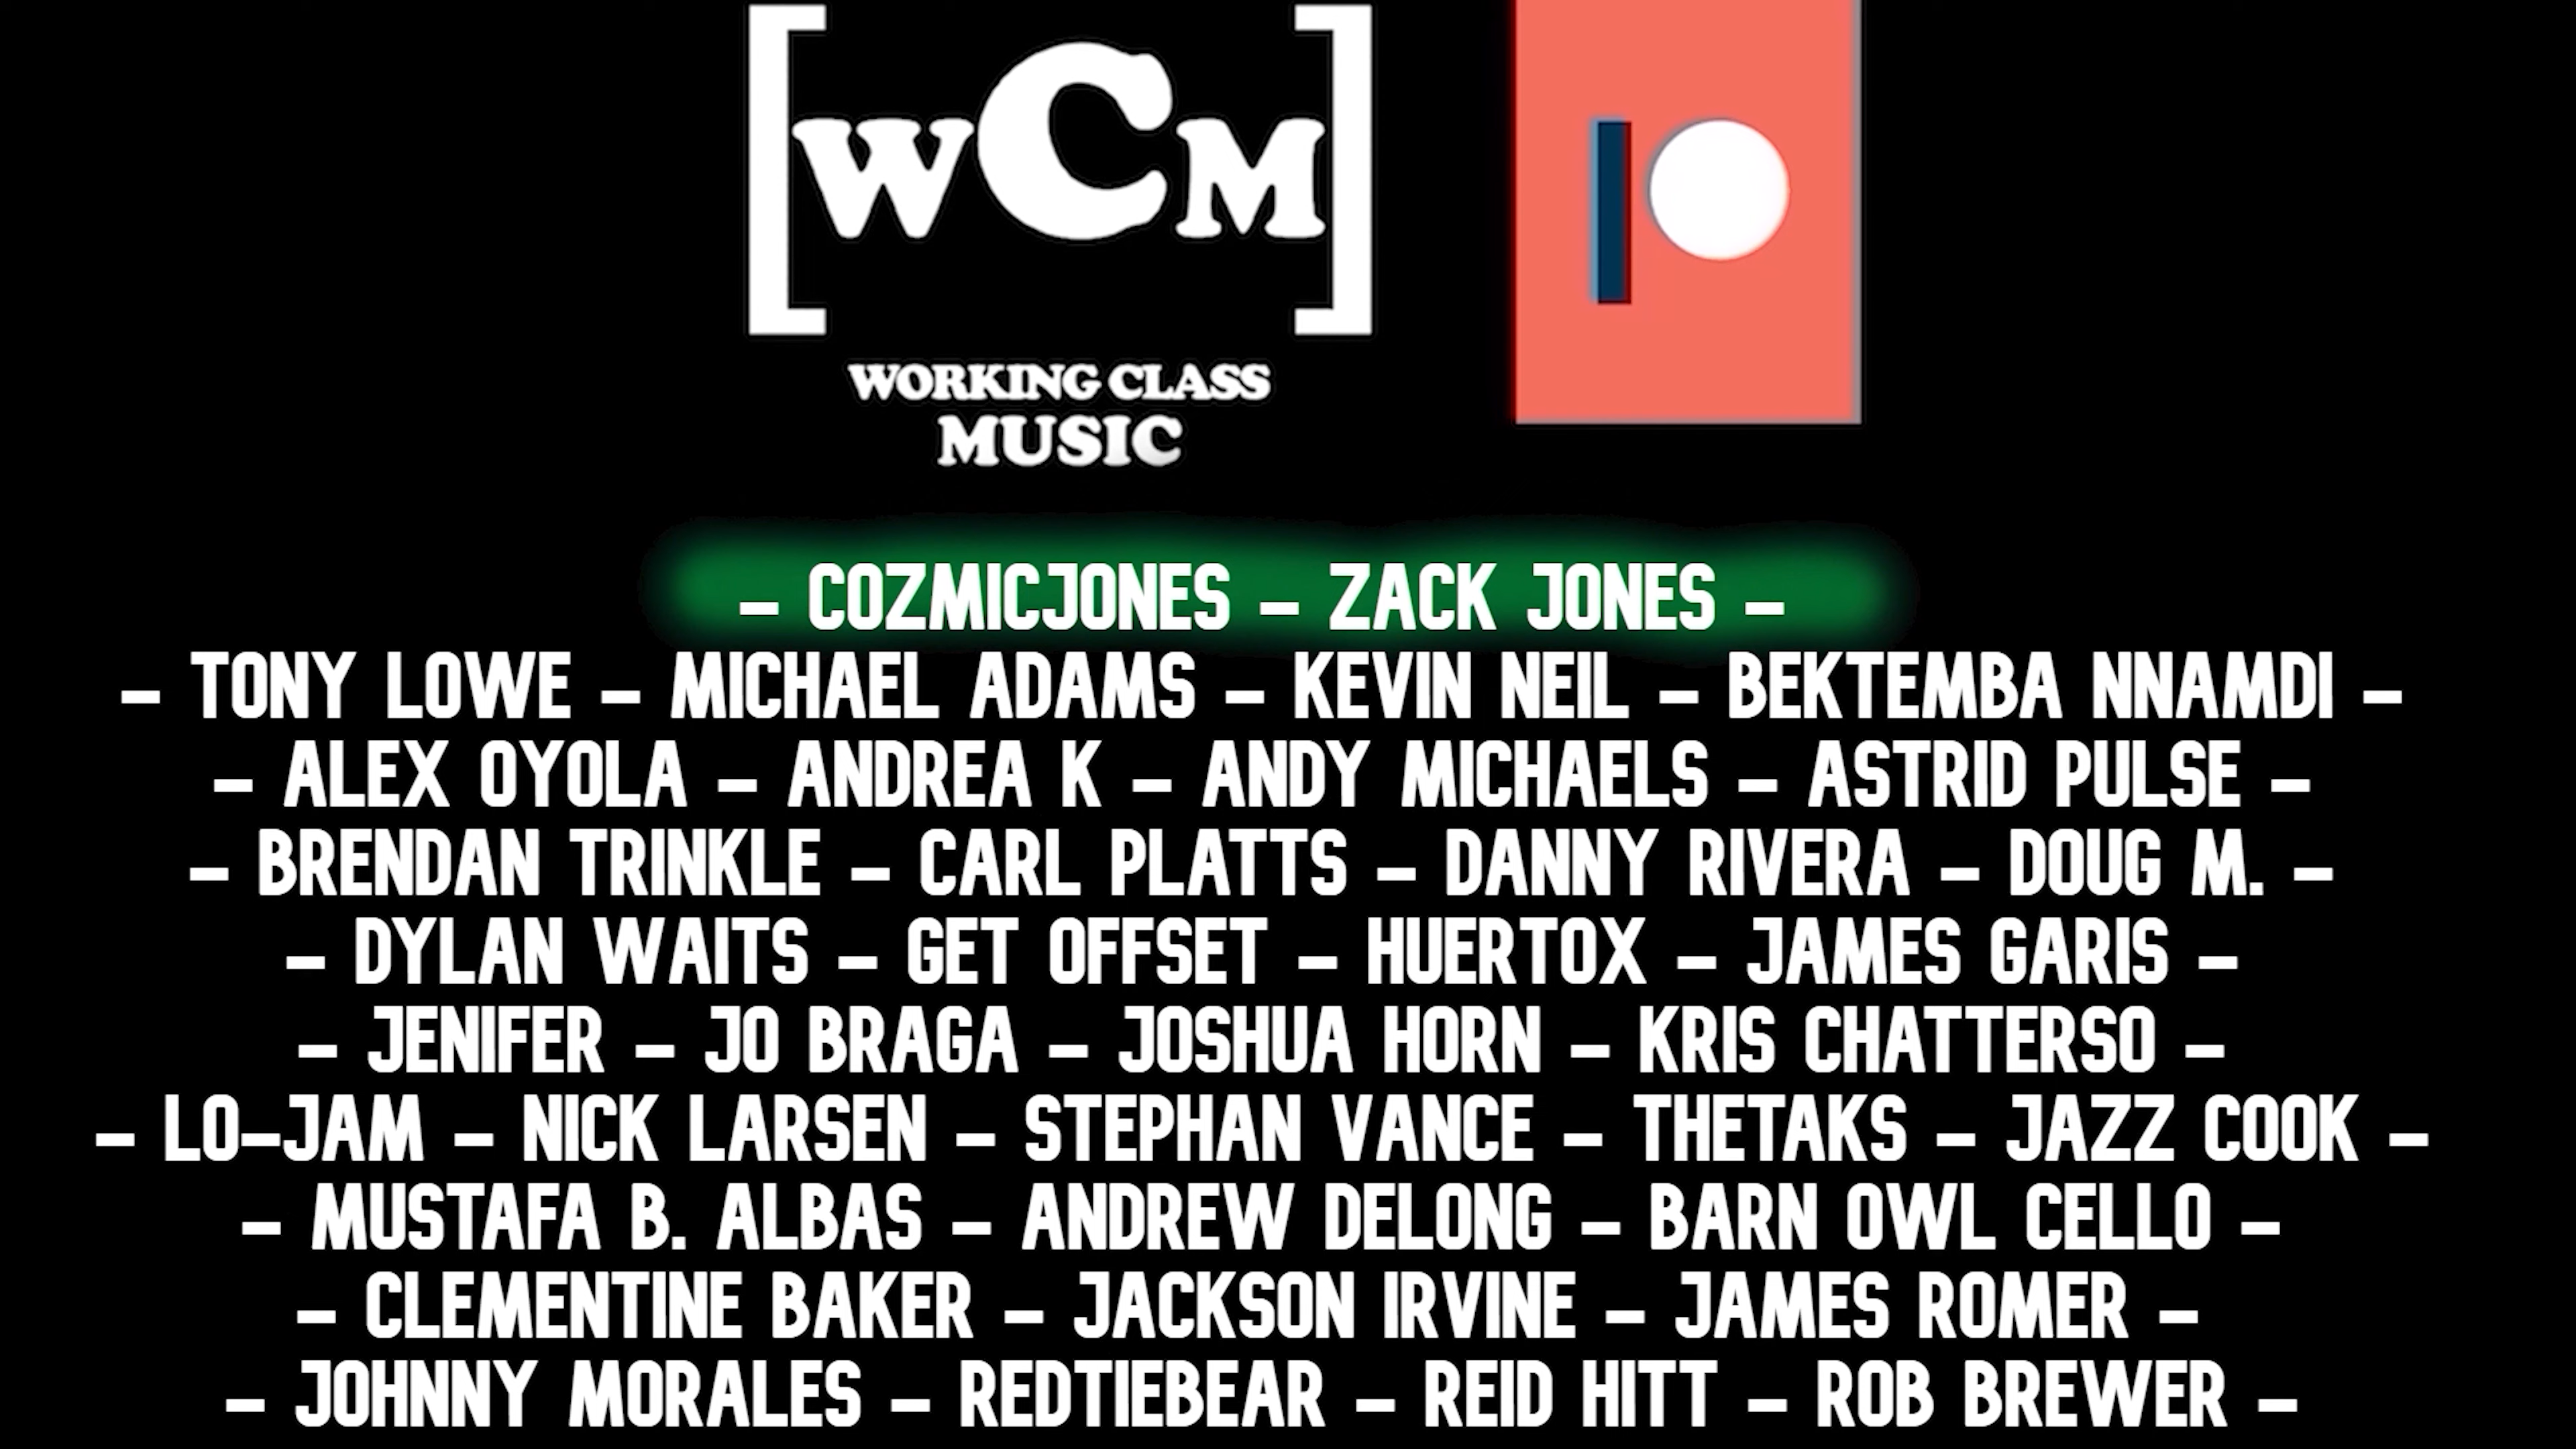 [WCM]
WORKING CLASS
MUSIC
- COZMICJONES - ZACK JONES -
- TONY LOWE - MICHAEL ADAMS - KEVIN NEIL - BEKTEMBA NNAMDI -
- ALEX OYOLA - ANDREA K - ANDY MICHAELS - ASTRID PULSE -
- BRENDAN TRINKLE - CARL PLATTS - DANNY RIVERA - DOUG M. -
- DYLAN WAITS - GET OFFSET - HUERTOX - JAMES GARIS -
- JENIFER - JO BRAGA - JOSHUA HORN - KRIS CHATTERSO -
- LO-JAM - NICK LARSEN - STEPHAN VANCE - THETAKS - JAZZ COOK -
- MUSTAFA B. ALBAS - ANDREW DELONG - BARN OWL CELLO -
- CLEMENTINE BAKER - JACKSON IRVINE - JAMES ROMER -
- JOHNNY MORALES - REDTIEBEAR - REID HITT - ROB BREWER -